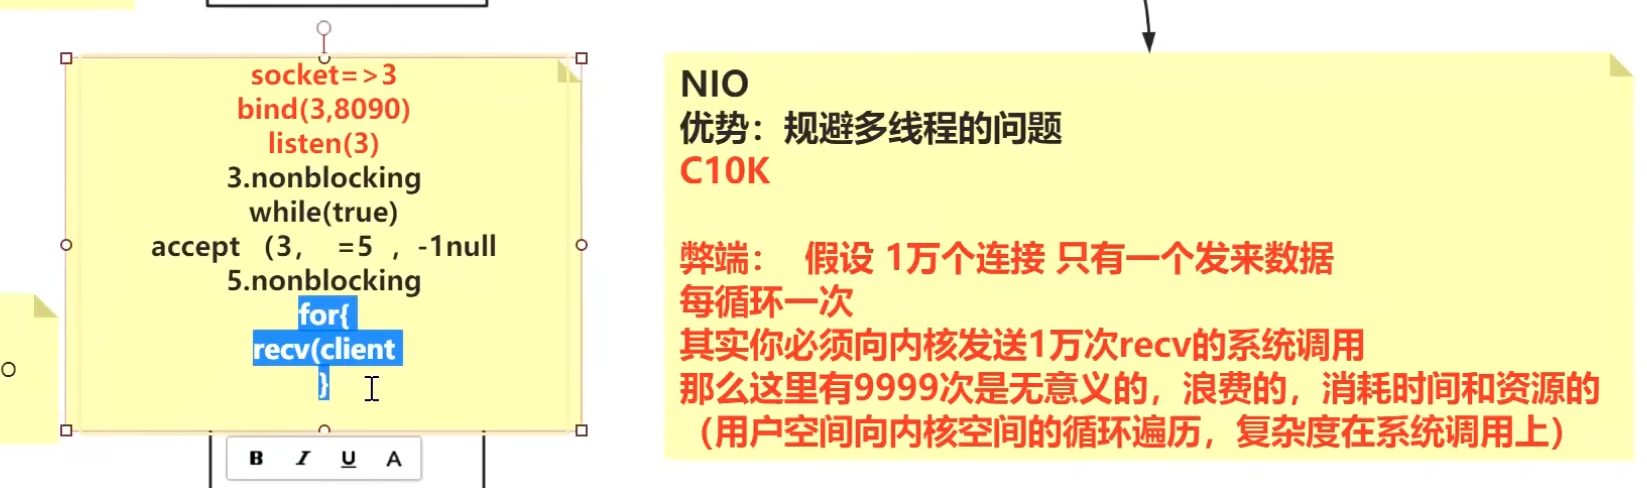 socket=>3
bind(3,8090)
listen(3)
3.nonblocking
while(true)
accept （3， =5 ，-1null
5.nonblocking
for{
recv(client
}
B I U A
NIO
优势：规避多线程的问题
C10K
弊端： 假设 1万个连接 只有一个发来数据
每循环一次
其实你必须向内核发送1万次recv的系统调用
那么这里有9999次是无意义的，浪费的，消耗时间和资源的
（用户空间向内核空间的循环遍历，复杂度在系统调用上）